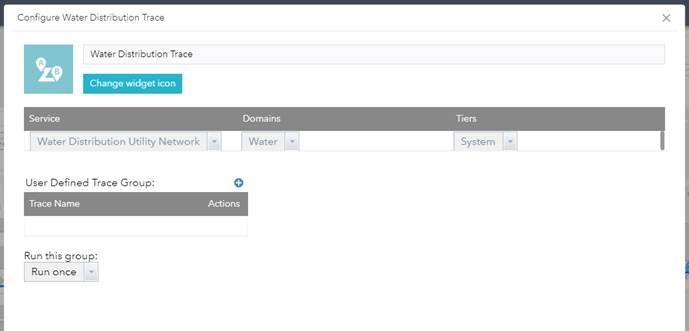 Configure Water Distribution Trace
A
B
Water Distribution Trace
Change widget icon
Service Domains Tiers
Water Distribution Utility Network Water System
User Defined Trace Group:
Trace Name Actions
Run this group:
Run once